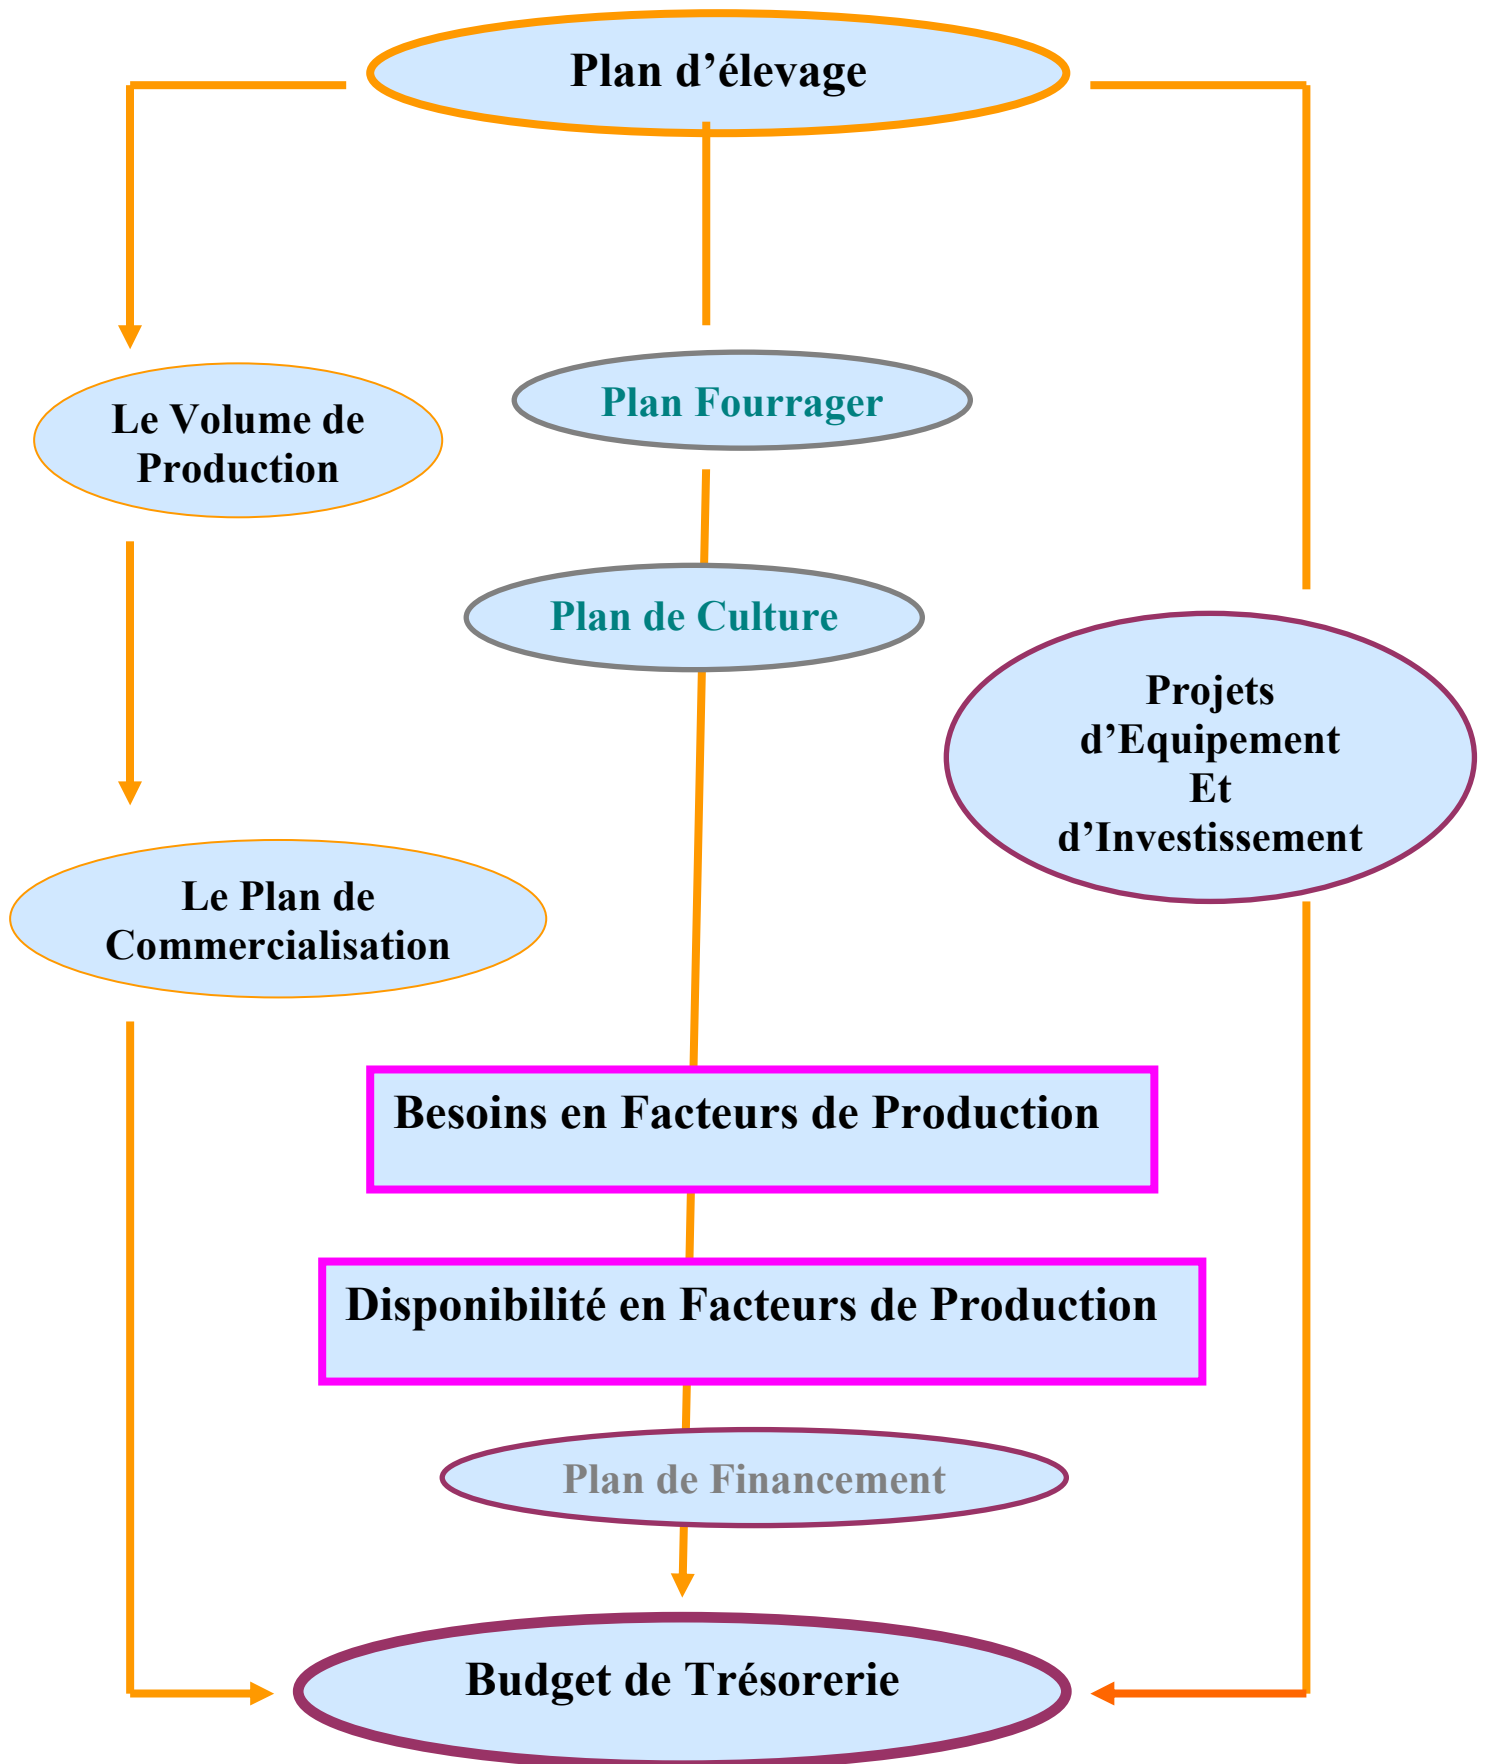 Plan d’élevage
Plan Fourrager
Le Volume de
Production
Plan de Culture
Projets
d’Equipement
Et
d’Investissement
Le Plan de
Commercialisation
Besoins en Facteurs de Production
Disponibilité en Facteurs de Production
Plan de Financement
Budget de Trésorerie